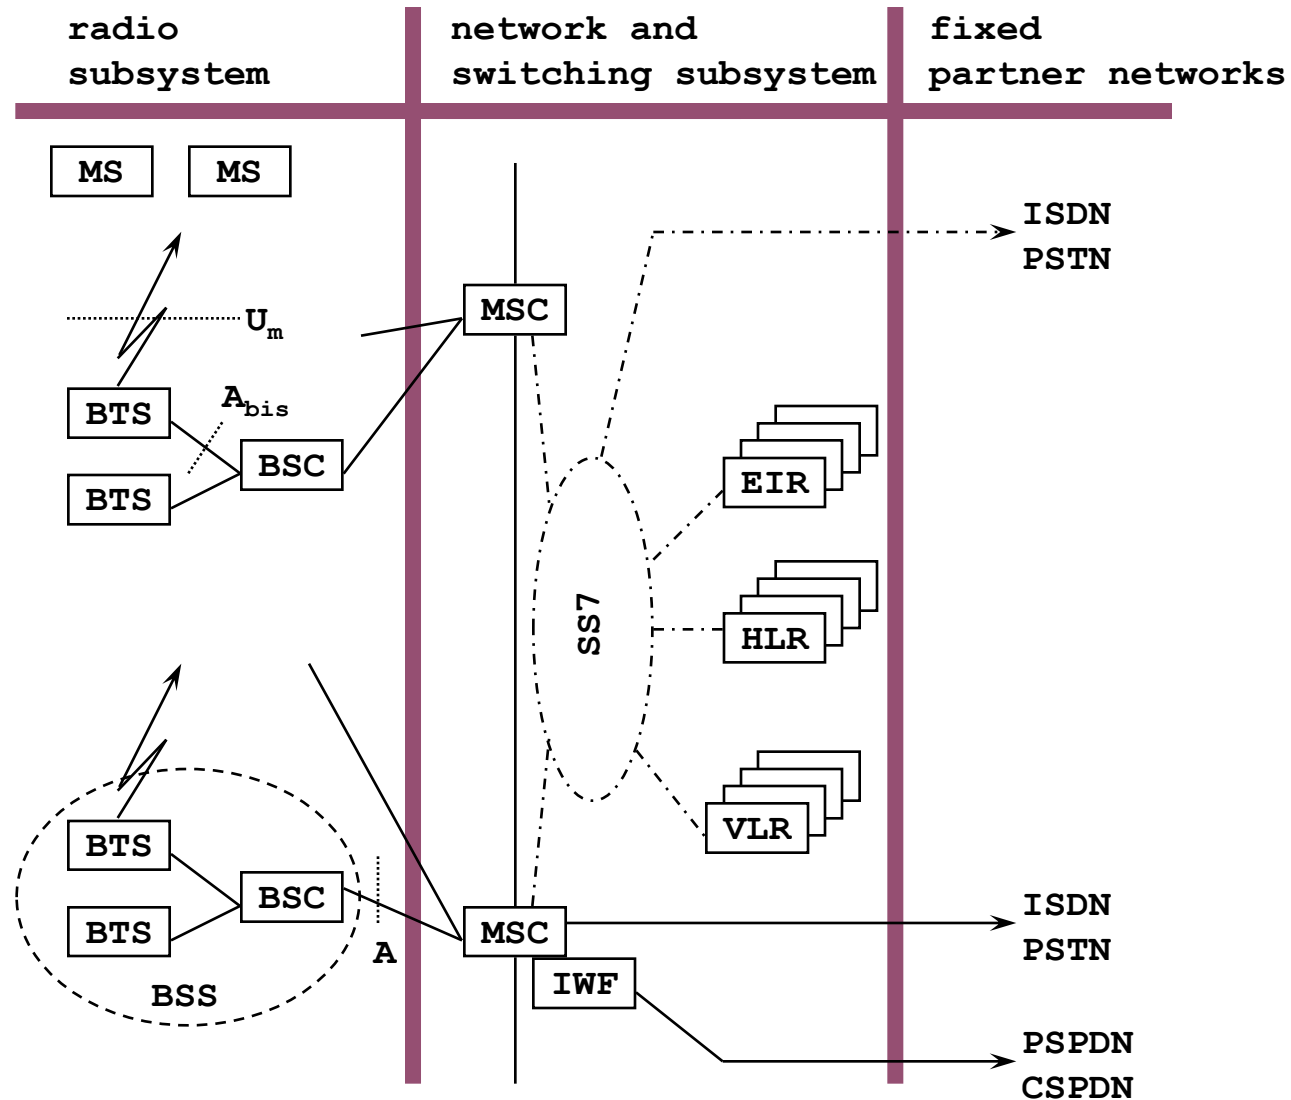 radio
subsystem
network and
switching subsystem
fixed
partner networks
MS
MS
ISDN
PSTN
MSC
Um
BTS
Abis
BSC
BTS
EIR
SS7
HLR
VLR
BTS
BSC
BTS
BSS
A
MSC
IWF
ISDN
PSTN
PSPDN
CSPDN